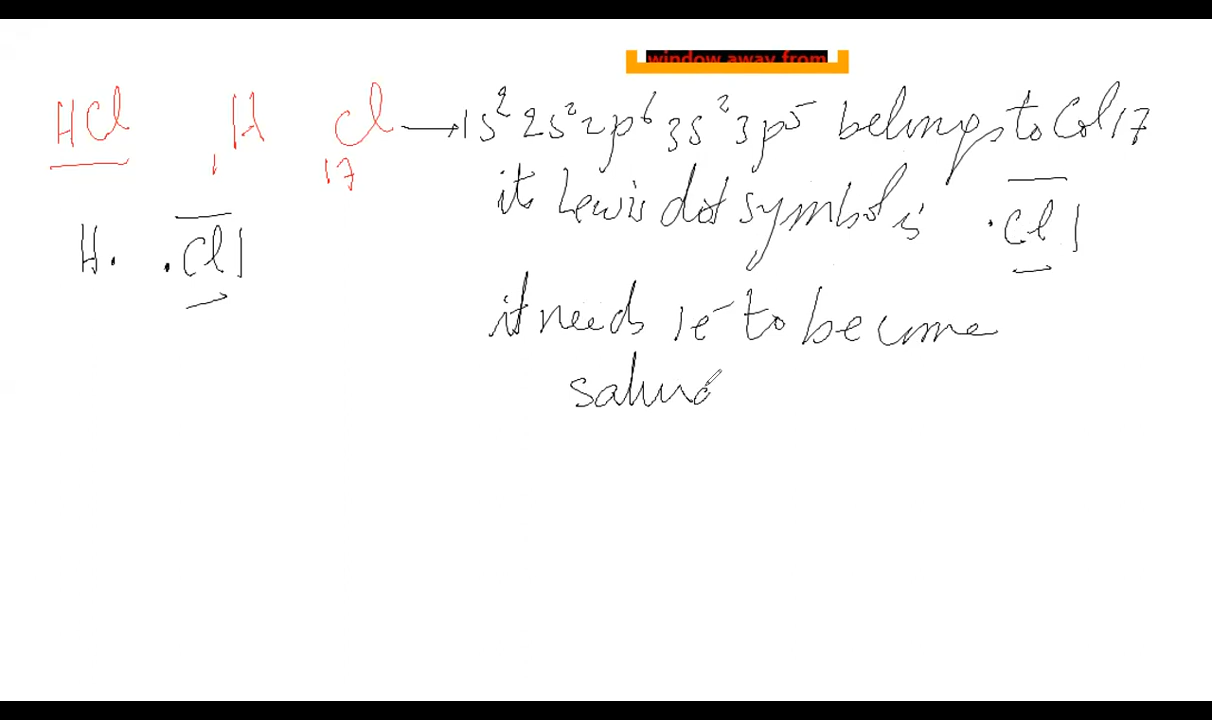 window away from
HCl ₁H Cl → 1s² 2s² 2p⁶ 3s² 3p⁵ belongs to Col 17
17
it Lewis dot symbol is .Cl|
H. .Cl|
it needs 1e⁻ to become